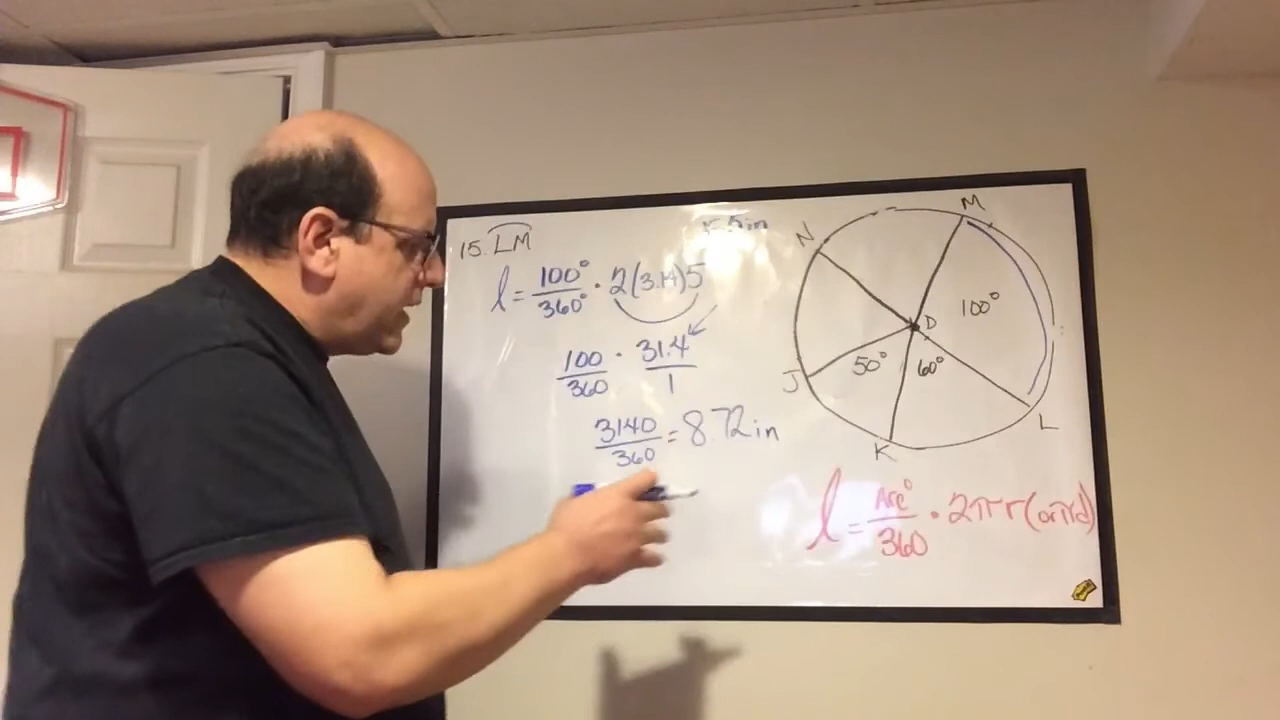 15. LM
l = 100°/360° · 2(3.14)5
100/360 · 31.4/1
3140/360 = 8.72 in
N
M
100°
D
50°
60°
J
K
L
l = Arc°/360 · 2πr (or πd)